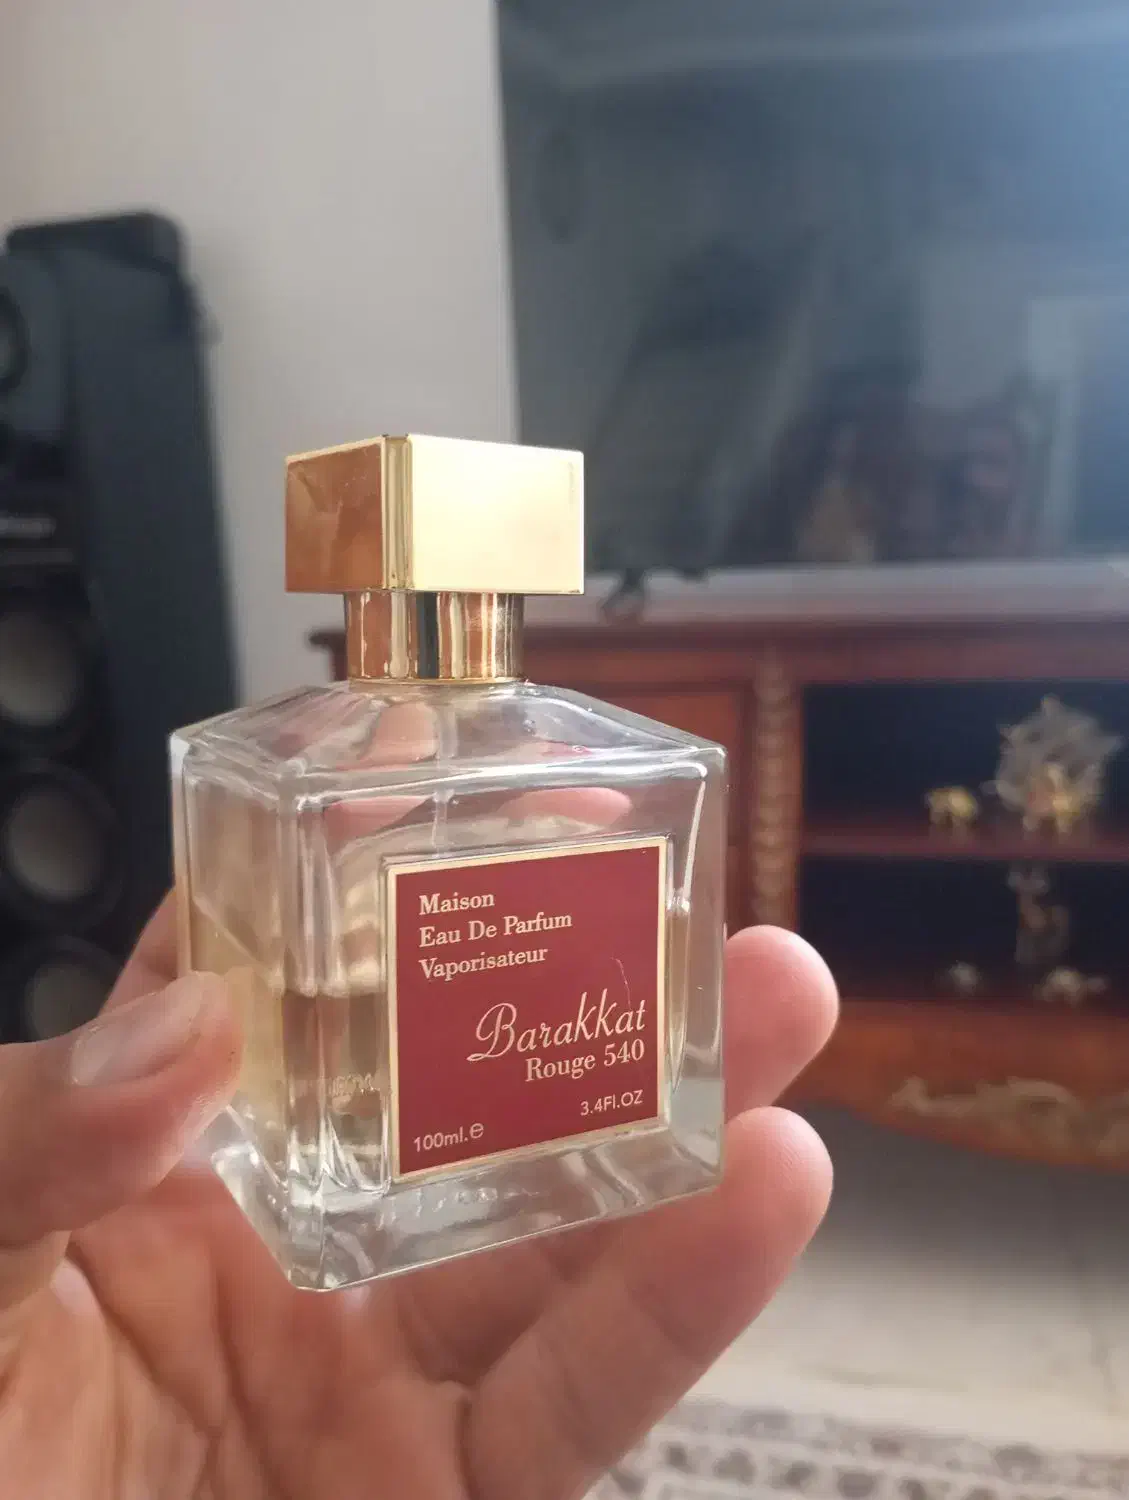 Maison
Eau De Parfum
Vaporisateur
Barakkat
Rouge 540
3.4Fl.OZ
100ml.e